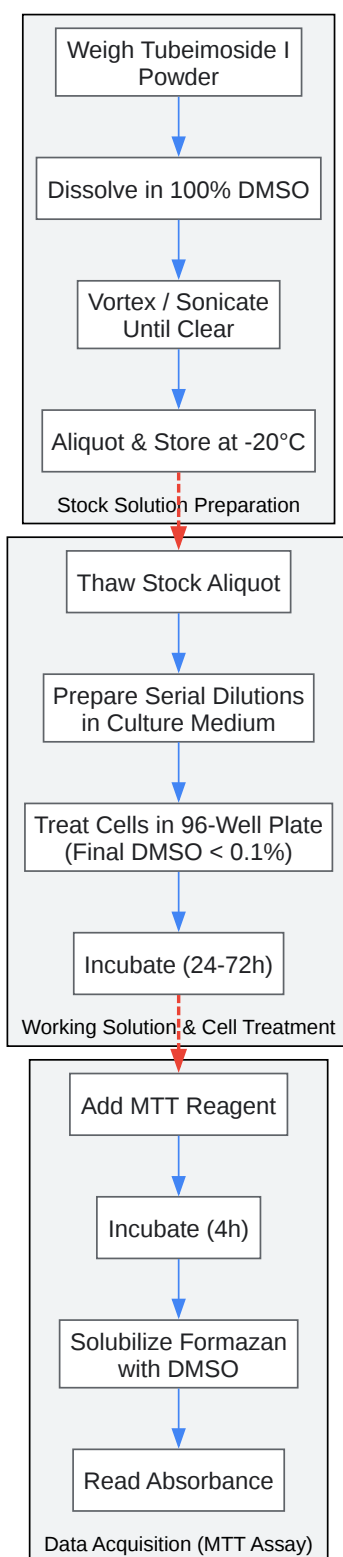 Weigh Tubeimoside I
Powder
Dissolve in 100% DMSO
Vortex / Sonicate
Until Clear
Aliquot & Store at -20°C
Stock Solution Preparation
Thaw Stock Aliquot
Prepare Serial Dilutions
in Culture Medium
Treat Cells in 96-Well Plate
(Final DMSO < 0.1%)
Incubate (24-72h)
Working Solution & Cell Treatment
Add MTT Reagent
Incubate (4h)
Solubilize Formazan
with DMSO
Read Absorbance
Data Acquisition (MTT Assay)